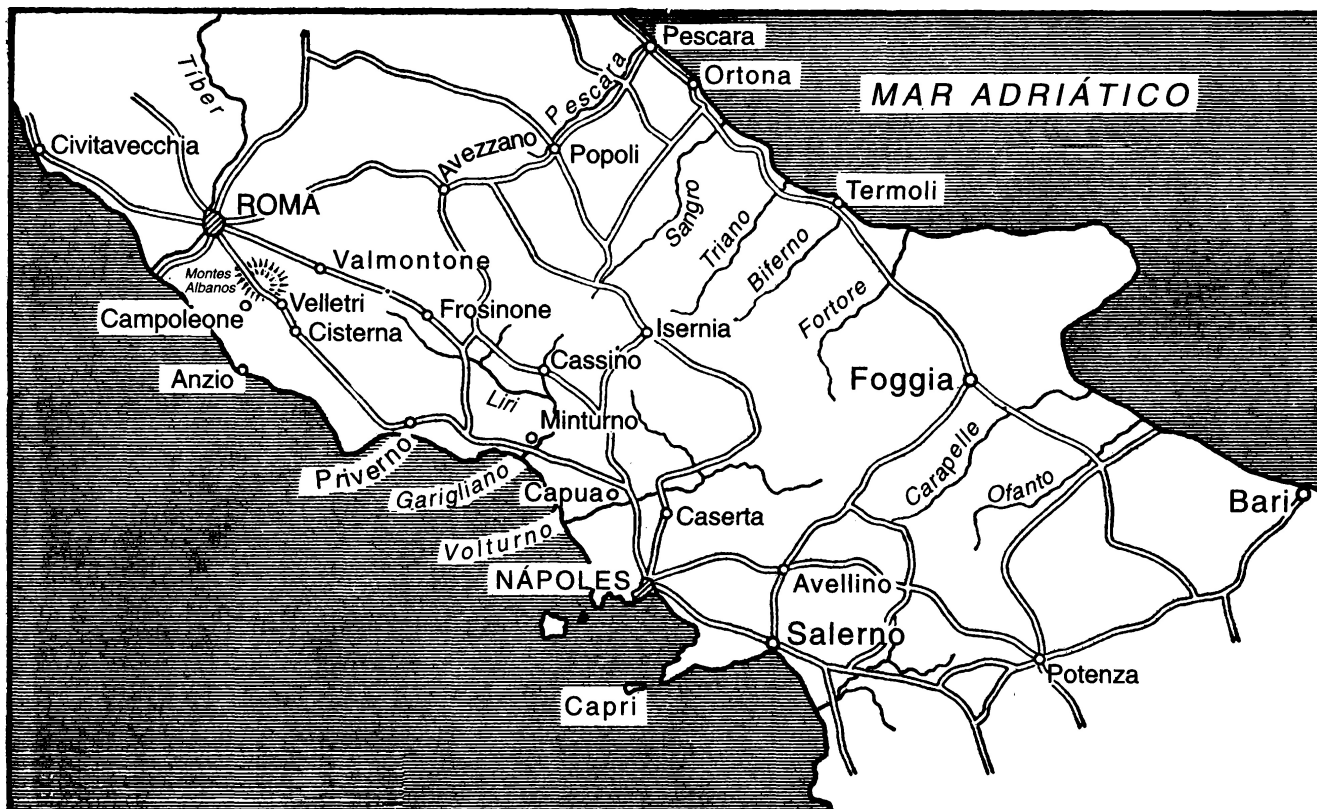 Pescara
Tíber
Pescara
Ortona
MAR ADRIÁTICO
Civitavecchia
Avezzano
Popoli
ROMA
Termoli
Sangro
Triano
Biferno
Valmontone
Montes
Albanos
Velletri
Campoleone
Frosinone
Fortore
Cisterna
Isernia
Cassino
Anzio
Foggia
Liri
Minturno
Priverno
Garigliano
Carapelle
Capua
Ofanto
Bari
Caserta
Volturno
NÁPOLES
Avellino
Salerno
Potenza
Capri